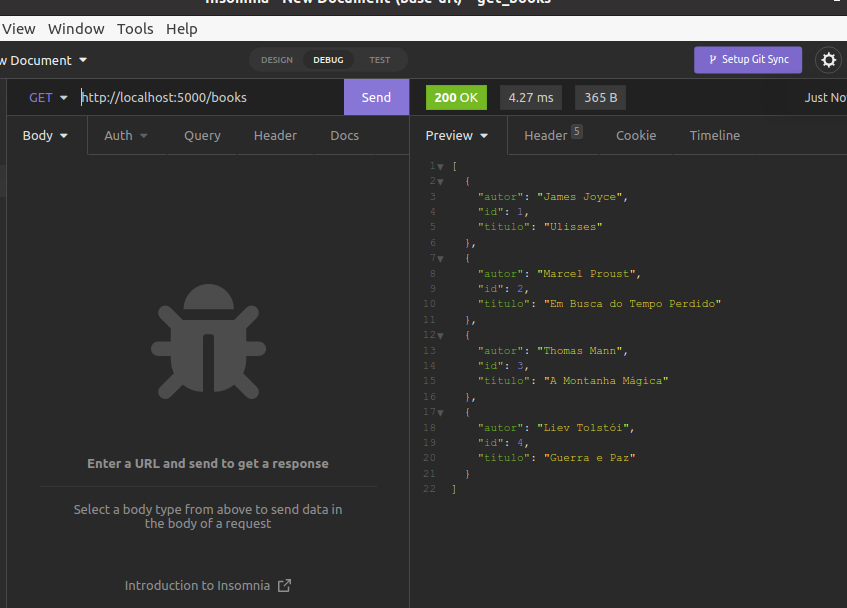 Insomnia - New Document (base-url) - get_books
View Window Tools Help
w Document
DESIGN DEBUG TEST
Setup Git Sync
GET http://localhost:5000/books Send
200 OK 4.27 ms 365 B Just No
Body Auth Query Header Docs
Preview Header 5 Cookie Timeline
1 [
2 {
3 "autor": "James Joyce",
4 "id": 1,
5 "título": "Ulisses"
6 },
7 {
8 "autor": "Marcel Proust",
9 "id": 2,
10 "título": "Em Busca do Tempo Perdido"
11 },
12 {
13 "autor": "Thomas Mann",
14 "id": 3,
15 "título": "A Montanha Mágica"
16 },
17 {
18 "autor": "Liev Tolstói",
19 "id": 4,
20 "título": "Guerra e Paz"
21 }
22 ]
Enter a URL and send to get a response
Select a body type from above to send data in
the body of a request
Introduction to Insomnia